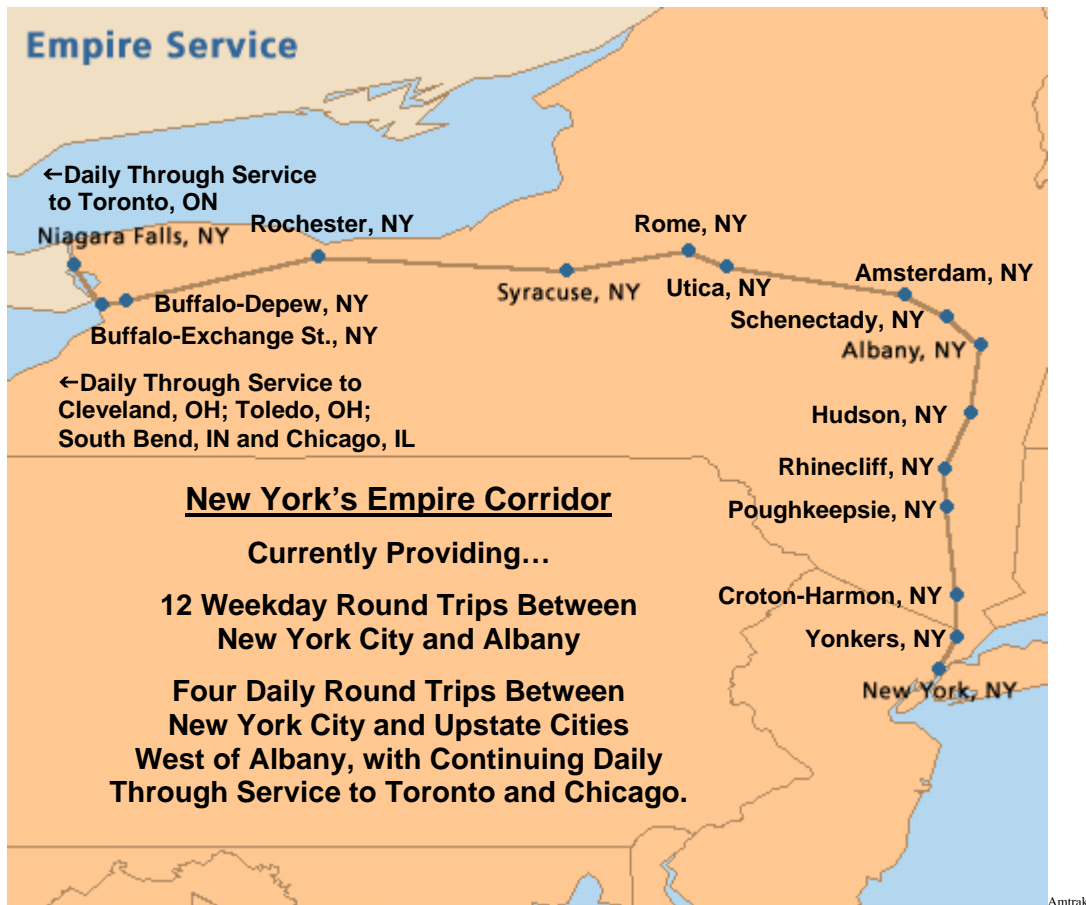 Empire Service
←Daily Through Service
to Toronto, ON
Niagara Falls, NY
Rochester, NY
Rome, NY
Syracuse, NY
Utica, NY
Amsterdam, NY
Buffalo-Depew, NY
Schenectady, NY
Buffalo-Exchange St., NY
Albany, NY
←Daily Through Service to
Cleveland, OH; Toledo, OH;
South Bend, IN and Chicago, IL
Hudson, NY
Rhinecliff, NY
Poughkeepsie, NY
Croton-Harmon, NY
Yonkers, NY
New York, NY
New York’s Empire Corridor
Currently Providing…
12 Weekday Round Trips Between
New York City and Albany
Four Daily Round Trips Between
New York City and Upstate Cities
West of Albany, with Continuing Daily
Through Service to Toronto and Chicago.
Amtrak